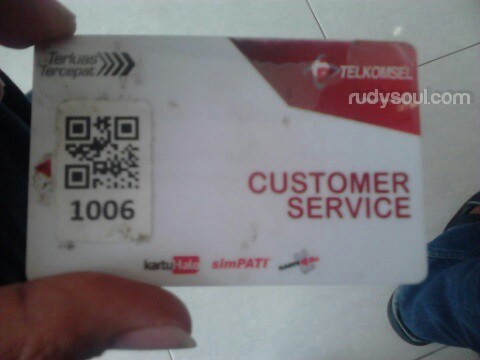 Terluas
Tercepat
TELKOMSEL
rudysoul.com
1006
CUSTOMER
SERVICE
kartuHalo simPATI